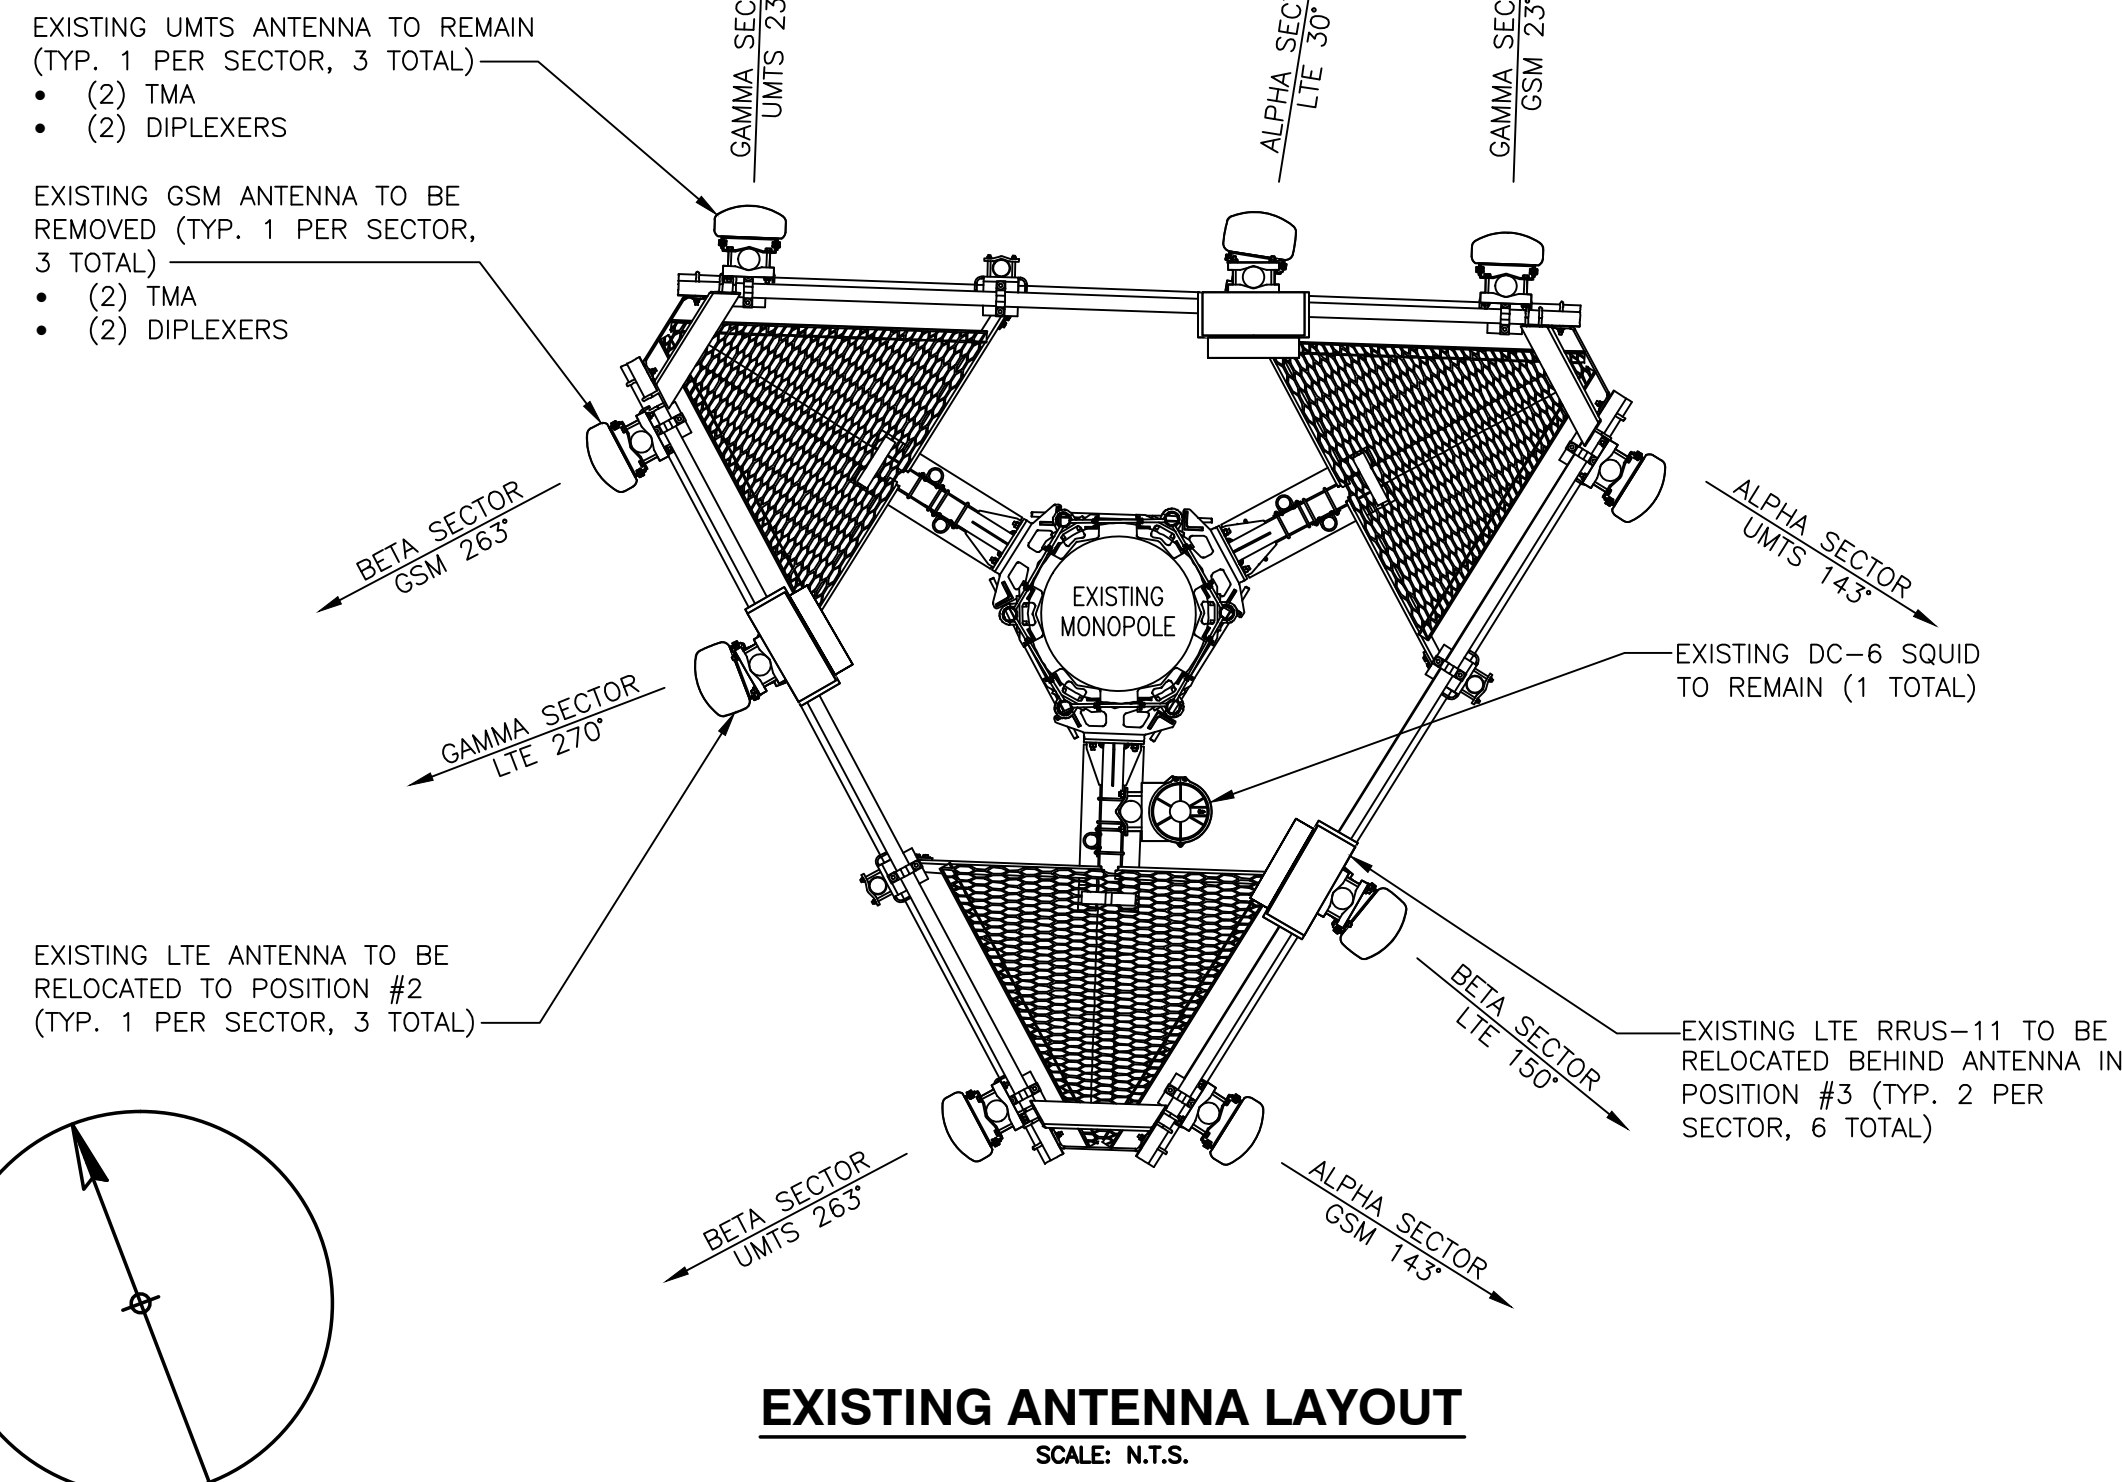 EXISTING UMTS ANTENNA TO REMAIN
(TYP. 1 PER SECTOR, 3 TOTAL)
• (2) TMA
• (2) DIPLEXERS
EXISTING GSM ANTENNA TO BE
REMOVED (TYP. 1 PER SECTOR,
3 TOTAL)
• (2) TMA
• (2) DIPLEXERS
GAMMA SEC
UMTS 23
ALPHA SECT
LTE 30°
GAMMA SEC
GSM 23°
BETA SECTOR
GSM 263°
GAMMA SECTOR
LTE 270°
EXISTING
MONOPOLE
ALPHA SECTOR
UMTS 143°
EXISTING DC-6 SQUID
TO REMAIN (1 TOTAL)
EXISTING LTE ANTENNA TO BE
RELOCATED TO POSITION #2
(TYP. 1 PER SECTOR, 3 TOTAL)
BETA SECTOR
LTE 150°
EXISTING LTE RRUS-11 TO BE
RELOCATED BEHIND ANTENNA IN
POSITION #3 (TYP. 2 PER
SECTOR, 6 TOTAL)
BETA SECTOR
UMTS 263°
ALPHA SECTOR
GSM 143°
EXISTING ANTENNA LAYOUT
SCALE: N.T.S.